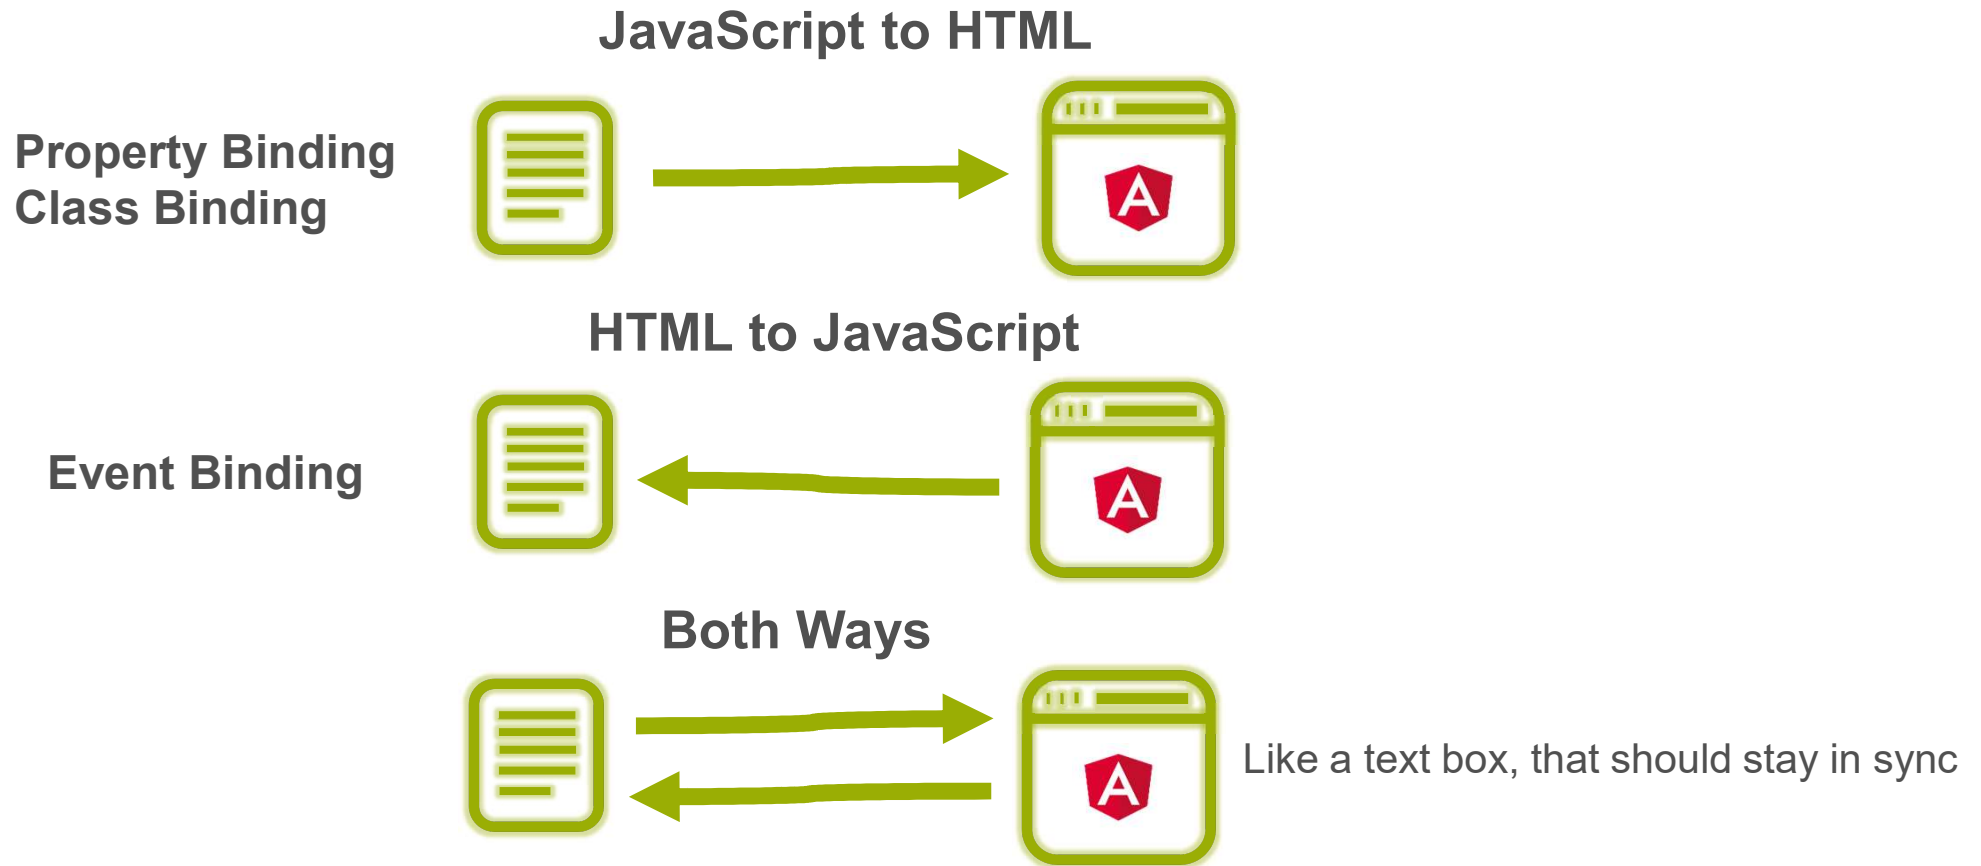 JavaScript to HTML
Property Binding
Class Binding
A
HTML to JavaScript
Event Binding
A
Both Ways
Like a text box, that should stay in sync
A